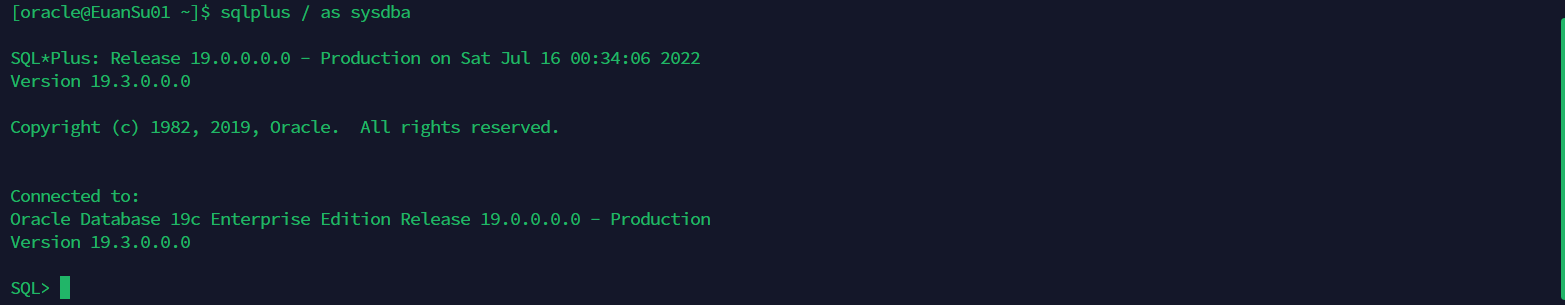 [oracle@EuanSu01 ~]$ sqlplus / as sysdba
SQL*Plus: Release 19.0.0.0.0 - Production on Sat Jul 16 00:34:06 2022
Version 19.3.0.0.0
Copyright (c) 1982, 2019, Oracle.  All rights reserved.
Connected to:
Oracle Database 19c Enterprise Edition Release 19.0.0.0.0 - Production
Version 19.3.0.0.0
SQL>